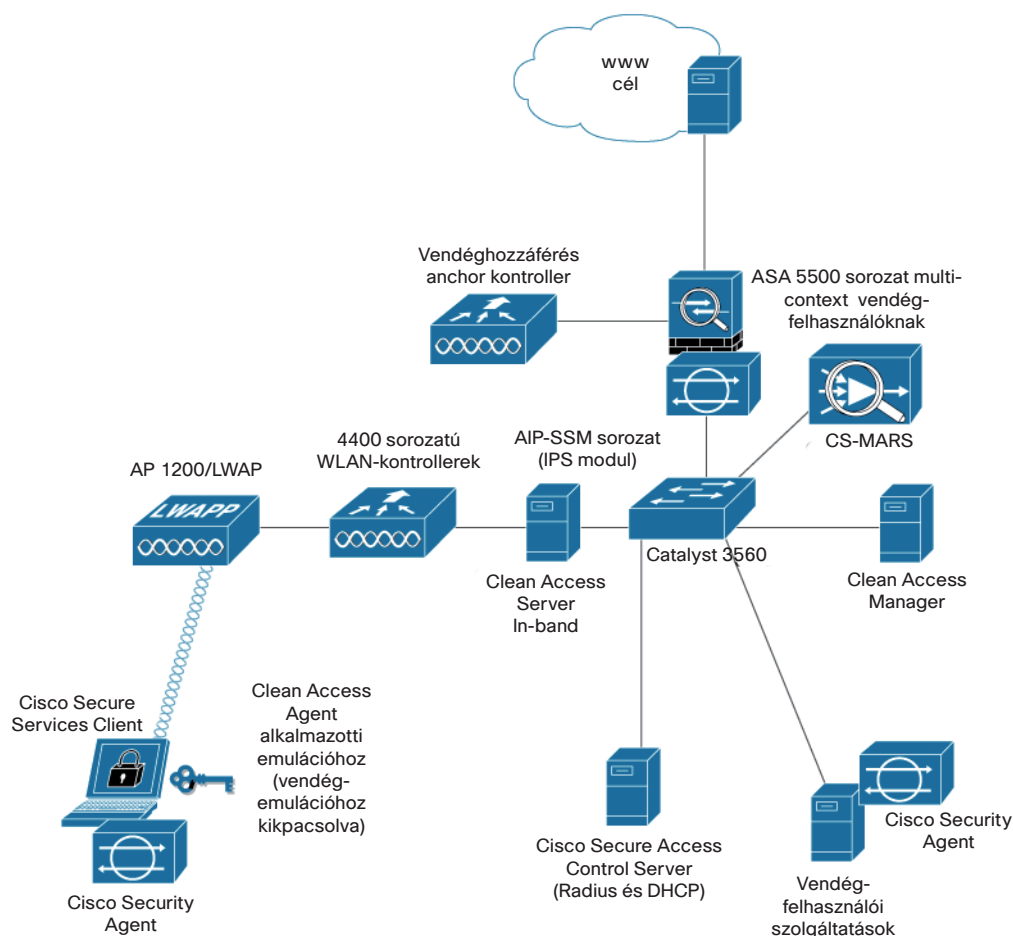 www
cél
Vendéghozzáférés
anchor kontroller
ASA 5500 sorozat multi-
context vendég-
felhasználóknak
CS-MARS
AIP-SSM sorozat
(IPS modul)
4400 sorozatú
WLAN-kontrollerek
AP 1200/LWAP
LWAPP
Catalyst 3560
Clean Access
Server
In-band
Clean Access
Manager
Cisco Secure
Services Client
Clean Access
Agent
alkalmazotti
emulációhoz
(vendég-
emulációhoz
kikpacsolva)
Cisco Security
Agent
Cisco Secure Access
Control Server
(Radius és DHCP)
Cisco Security
Agent
Vendég-
felhasználói
szolgáltatások